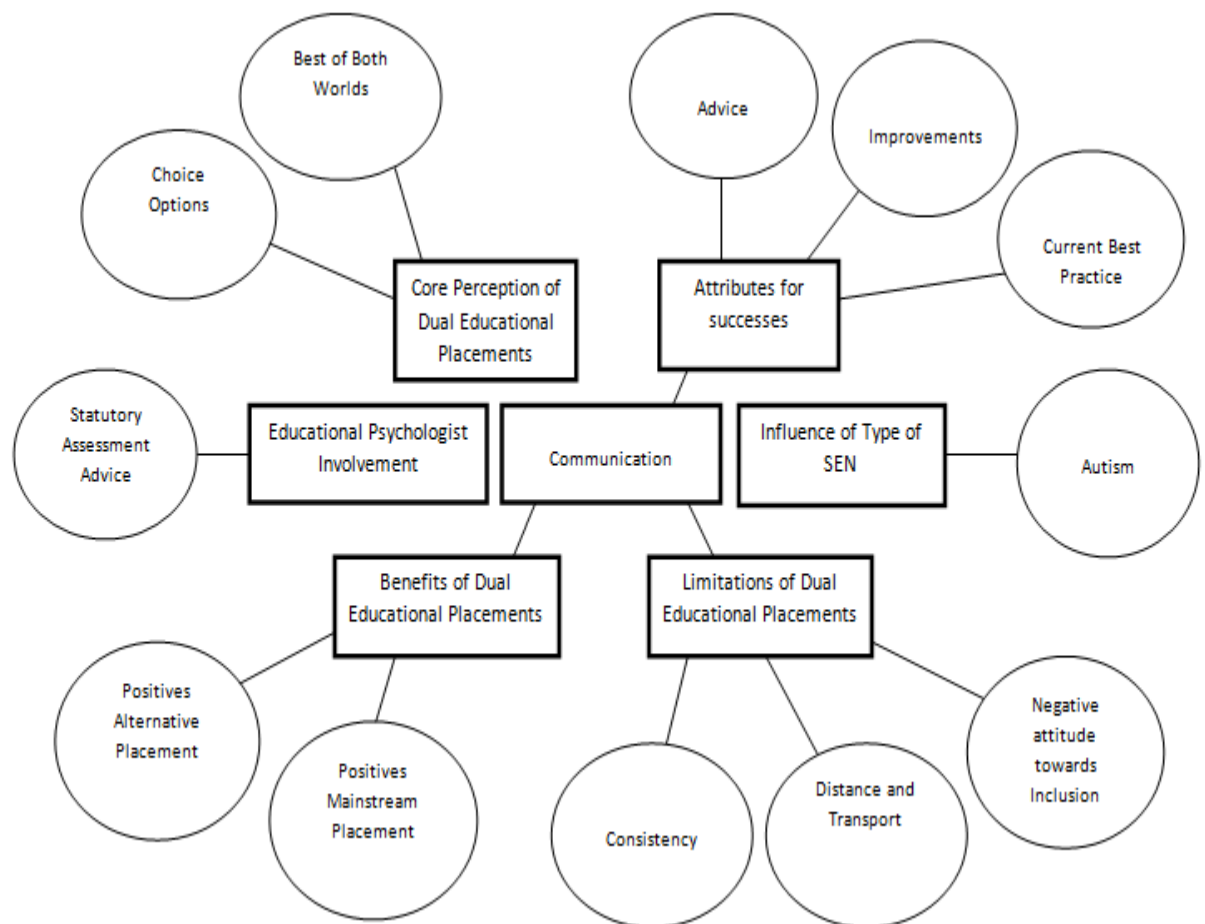 Best of Both
Worlds
Advice
Improvements
Choice
Options
Current Best
Practice
Core Perception of
Dual Educational
Placements
Attributes for
successes
Statutory
Assessment
Advice
Educational Psychologist
Involvement
Communication
Influence of Type of
SEN
Autism
Benefits of Dual
Educational Placements
Limitations of Dual
Educational Placements
Positives
Alternative
Placement
Positives
Mainstream
Placement
Consistency
Distance and
Transport
Negative
attitude
towards
Inclusion